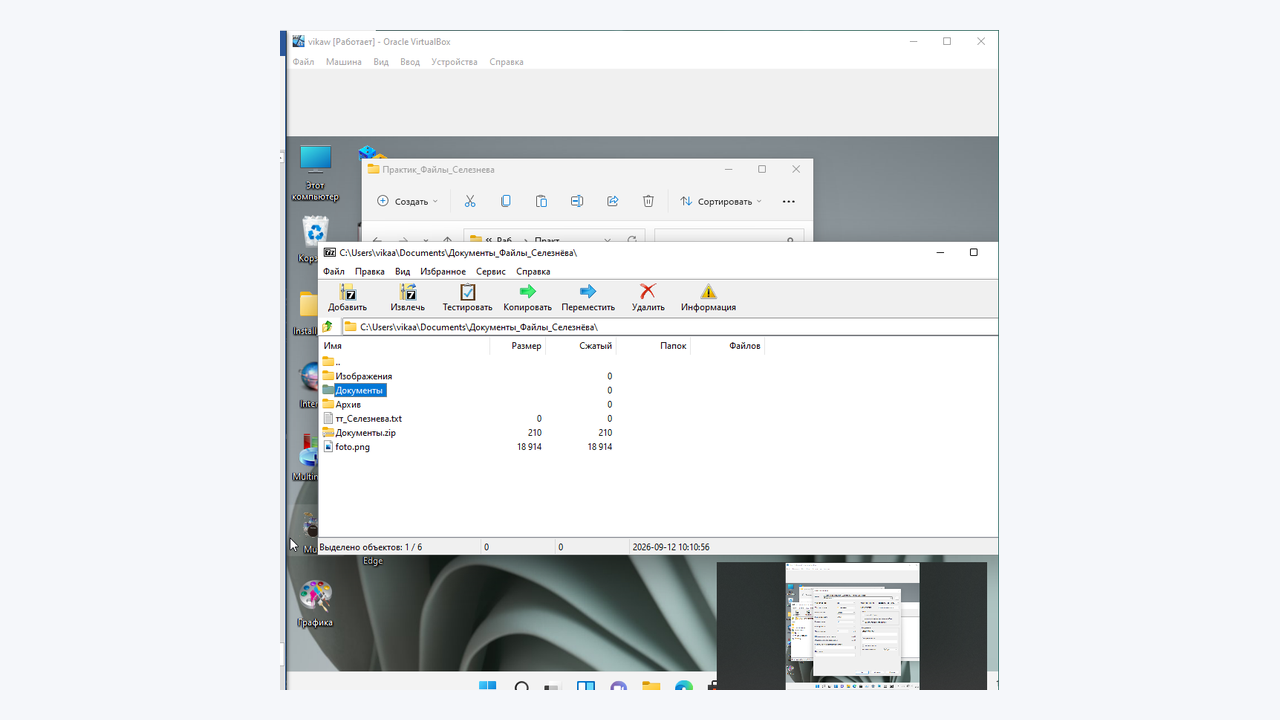 vikaw [Работает] - Oracle VirtualBox
Файл Машина Вид Ввод Устройства Справка
Этот
компьютер
Практик_Файлы_Селезнева
Создать
Сортировать
C:\Users\vikaa\Documents\Документы_Файлы_Селезнёва\
Файл Правка Вид Избранное Сервис Справка
Добавить Извлечь Тестировать Копировать Переместить Удалить Информация
C:\Users\vikaa\Documents\Документы_Файлы_Селезнёва\
Имя Размер Сжатый Папок Файлов
..
Изображения 0
Документы 0
Архив 0
тт_Селезнева.txt 0 0
Документы.zip 210 210
foto.png 18 914 18 914
Выделено объектов: 1 / 6 0 0 2026-09-12 10:10:56
Edge
Графика